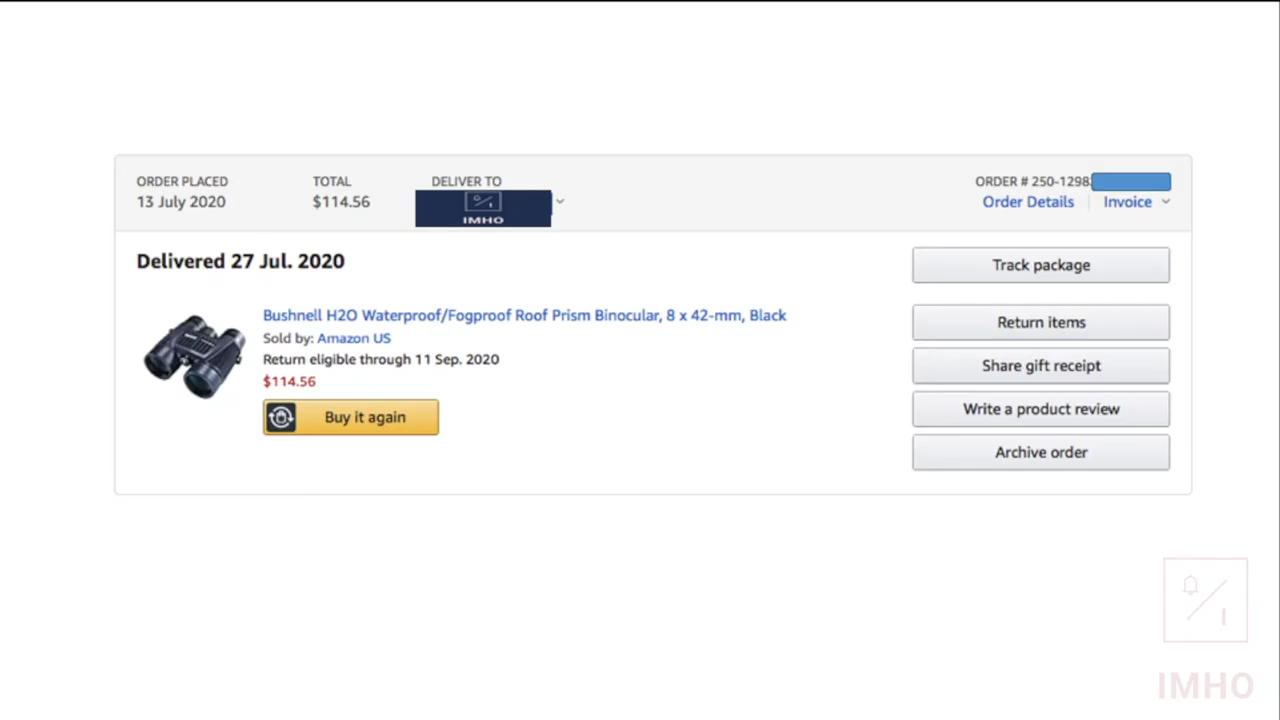 ORDER PLACED
13 July 2020
TOTAL
$114.56
DELIVER TO
IMHO
ORDER # 250-1298
Order Details
Invoice
Delivered 27 Jul. 2020
Bushnell H2O Waterproof/Fogproof Roof Prism Binocular, 8 x 42-mm, Black
Sold by: Amazon US
Return eligible through 11 Sep. 2020
$114.56
Buy it again
Track package
Return items
Share gift receipt
Write a product review
Archive order
IMHO